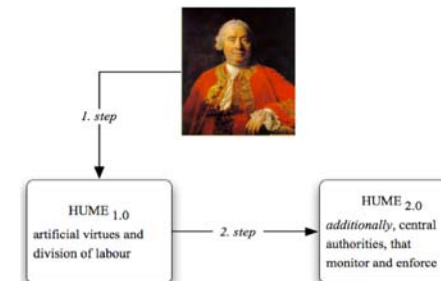 1. step
HUME 1.0
artificial virtues and
division of labour
2. step
HUME 2.0
additionally, central
authorities, that
monitor and enforce